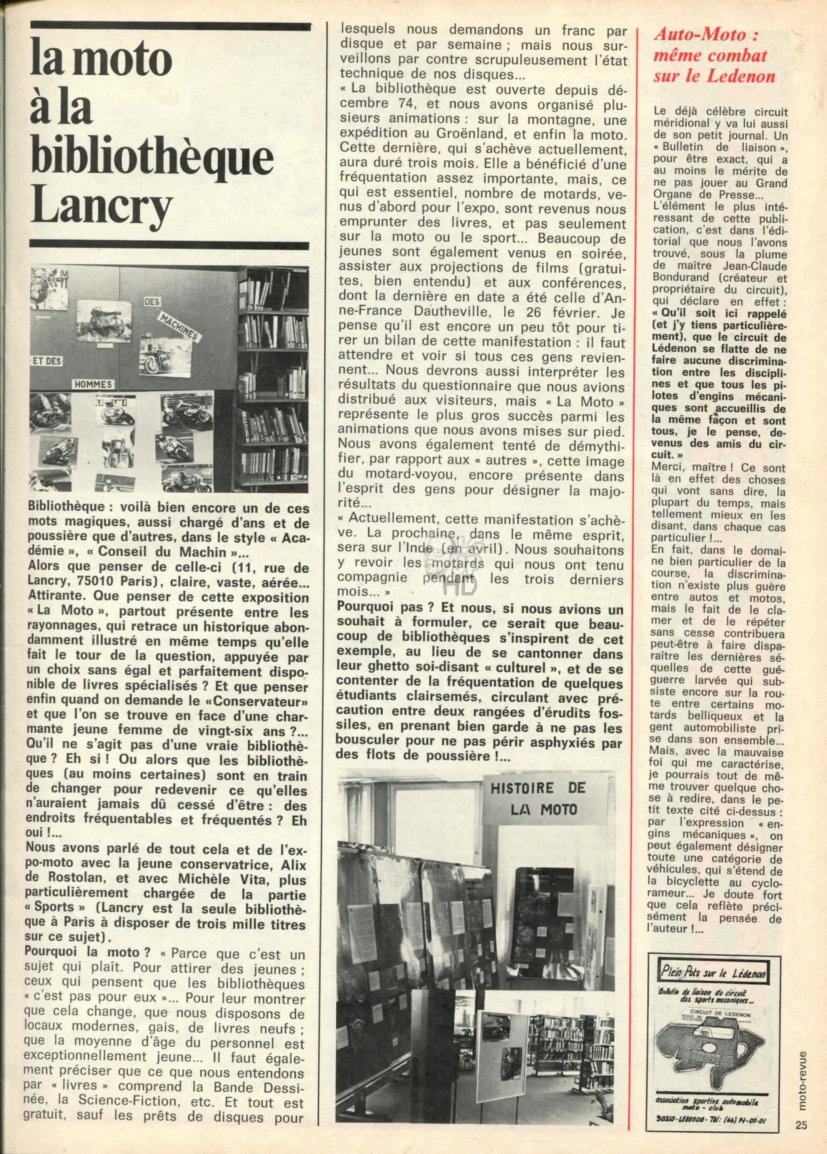 la moto
à la
bibliothèque
Lancry
DES
MACHINES
ET DES
HOMMES
Bibliothèque : voilà bien encore un de ces
mots magiques, aussi chargé d'ans et de
poussière que d'autres, dans le style « Aca-
démie », « Conseil du Machin »...
Alors que penser de celle-ci (11, rue de
Lancry, 75010 Paris), claire, vaste, aérée...
Attirante. Que penser de cette exposition
« La Moto », partout présente entre les
rayonnages, qui retrace un historique abon-
damment illustré en même temps qu'elle
fait le tour de la question, appuyée par
un choix sans égal et parfaitement dispo-
nible de livres spécialisés ? Et que penser
enfin quand on demande le «Conservateur»
et que l'on se trouve en face d'une char-
mante jeune femme de vingt-six ans ?...
Qu'il ne s'agit pas d'une vraie bibliothè-
que ? Eh si ! Ou alors que les bibliothè-
ques (au moins certaines) sont en train
de changer pour redevenir ce qu'elles
n'auraient jamais dû cessé d'être : des
endroits fréquentables et fréquentés ? Eh
oui !...
Nous avons parlé de tout cela et de l'ex-
po-moto avec la jeune conservatrice, Alix
de Rostolan, et avec Michèle Vita, plus
particulièrement chargée de la partie
« Sports » (Lancry est la seule bibliothè-
que à Paris à disposer de trois mille titres
sur ce sujet).
Pourquoi la moto ? « Parce que c'est un
sujet qui plaît. Pour attirer des jeunes ;
ceux qui pensent que les bibliothèques
« c'est pas pour eux »... Pour leur montrer
que cela change, que nous disposons de
locaux modernes, gais, de livres neufs ;
que la moyenne d'âge du personnel est
exceptionnellement jeune... Il faut égale-
ment préciser que ce que nous entendons
par « livres » comprend la Bande Dessi-
née, la Science-Fiction, etc. Et tout est
gratuit, sauf les prêts de disques pour
lesquels nous demandons un franc par
disque et par semaine ; mais nous sur-
veillons par contre scrupuleusement l'état
technique de nos disques...
« La bibliothèque est ouverte depuis dé-
cembre 74, et nous avons organisé plu-
sieurs animations : sur la montagne, une
expédition au Groënland, et enfin la moto.
Cette dernière, qui s'achève actuellement,
aura duré trois mois. Elle a bénéficié d'une
fréquentation assez importante, mais, ce
qui est essentiel, nombre de motards, ve-
nus d'abord pour l'expo, sont revenus nous
emprunter des livres, et pas seulement
sur la moto ou le sport... Beaucoup de
jeunes sont également venus en soirée,
assister aux projections de films (gratui-
tes, bien entendu) et aux conférences,
dont la dernière en date a été celle d'An-
ne-France Dautheville, le 26 février. Je
pense qu'il est encore un peu tôt pour ti-
rer un bilan de cette manifestation : il faut
attendre et voir si tous ces gens revien-
nent... Nous devrons aussi interpréter les
résultats du questionnaire que nous avions
distribué aux visiteurs, mais « La Moto »
représente le plus gros succès parmi les
animations que nous avons mises sur pied.
Nous avons également tenté de démythi-
fier, par rapport aux « autres », cette image
du motard-voyou, encore présente dans
l'esprit des gens pour désigner la majo-
rité...
« Actuellement, cette manifestation s'achè-
ve. La prochaine, dans le même esprit,
sera sur l'Inde (en avril). Nous souhaitons
y revoir les motards qui nous ont tenu
compagnie pendant les trois derniers
mois... »
HD
Pourquoi pas ? Et nous, si nous avions un
souhait à formuler, ce serait que beau-
coup de bibliothèques s'inspirent de cet
exemple, au lieu de se cantonner dans
leur ghetto soi-disant « culturel », et de se
contenter de la fréquentation de quelques
étudiants clairsemés, circulant avec pré-
caution entre deux rangées d'érudits fos-
siles, en prenant bien garde à ne pas les
bousculer pour ne pas périr asphyxiés par
des flots de poussière !...
HISTOIRE DE
LA MOTO
Auto-Moto :
même combat
sur le Ledenon
Le déjà célèbre circuit
méridional y va lui aussi
de son petit journal. Un
« Bulletin de liaison »,
pour être exact, qui a
au moins le mérite de
ne pas jouer au Grand
Organe de Presse...
L'élément le plus inté-
ressant de cette publi-
cation, c'est dans l'édi-
torial que nous l'avons
trouvé, sous la plume
de maître Jean-Claude
Bondurand (créateur et
propriétaire du circuit),
qui déclare en effet :
« Qu'il soit ici rappelé
(et j'y tiens particulière-
ment), que le circuit de
Lédenon se flatte de ne
faire aucune discrimina-
tion entre les discipli-
nes et que tous les pi-
lotes d'engins mécani-
ques sont accueillis de
la même façon et sont
tous, je le pense, de-
venus des amis du cir-
cuit. »
Merci, maître ! Ce sont
là en effet des choses
qui vont sans dire, la
plupart du temps, mais
tellement mieux en les
disant, dans chaque cas
particulier !...
En fait, dans le domai-
ne bien particulier de la
course, la discrimina-
tion n'existe plus guère
entre autos et motos,
mais le fait de le cla-
mer et de le répéter
sans cesse contribuera
peut-être à faire dispa-
raître les dernières sé-
quelles de cette gué-
guerre larvée qui sub-
siste encore sur la rou-
te entre certains mo-
tards belliqueux et la
gent automobiliste pri-
se dans son ensemble...
Mais, avec la mauvaise
foi qui me caractérise,
je pourrais tout de mê-
me trouver quelque cho-
se à redire, dans le pe-
tit texte cité ci-dessus :
par l'expression « en-
gins mécaniques », on
peut également désigner
toute une catégorie de
véhicules, qui s'étend de
la bicyclette au cyclo-
rameur... Je doute fort
que cela reflète préci-
sément la pensée de
l'auteur !...
Plein Pots sur le Lédenon
Bulletin de liaison du circuit
des sports mecaniques...
CIRCUIT DE LEDENON
association sportive automobile
moto - club
30210-LEDENON - Tél: (66) 74-05-01
moto-revue
25